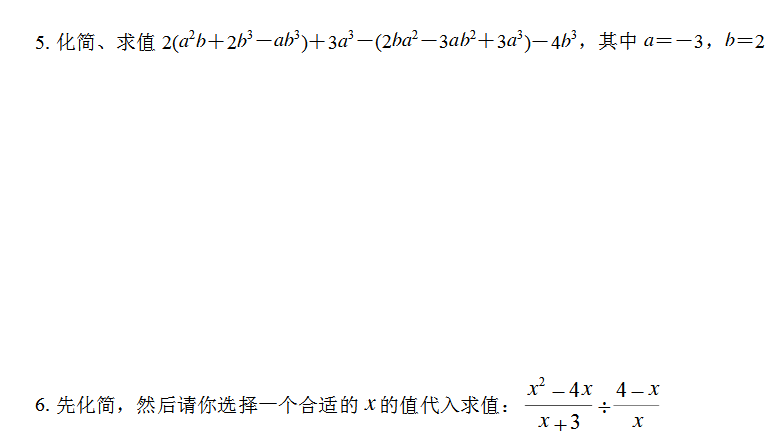 5. 化简、求值 2(a²b＋2b³－ab³)＋3a³－(2ba²－3ab²＋3a³)－4b³，其中 a＝－3，b＝2
6. 先化简，然后请你选择一个合适的 x 的值代入求值：(x²－4x)/(x＋3)÷(4－x)/x